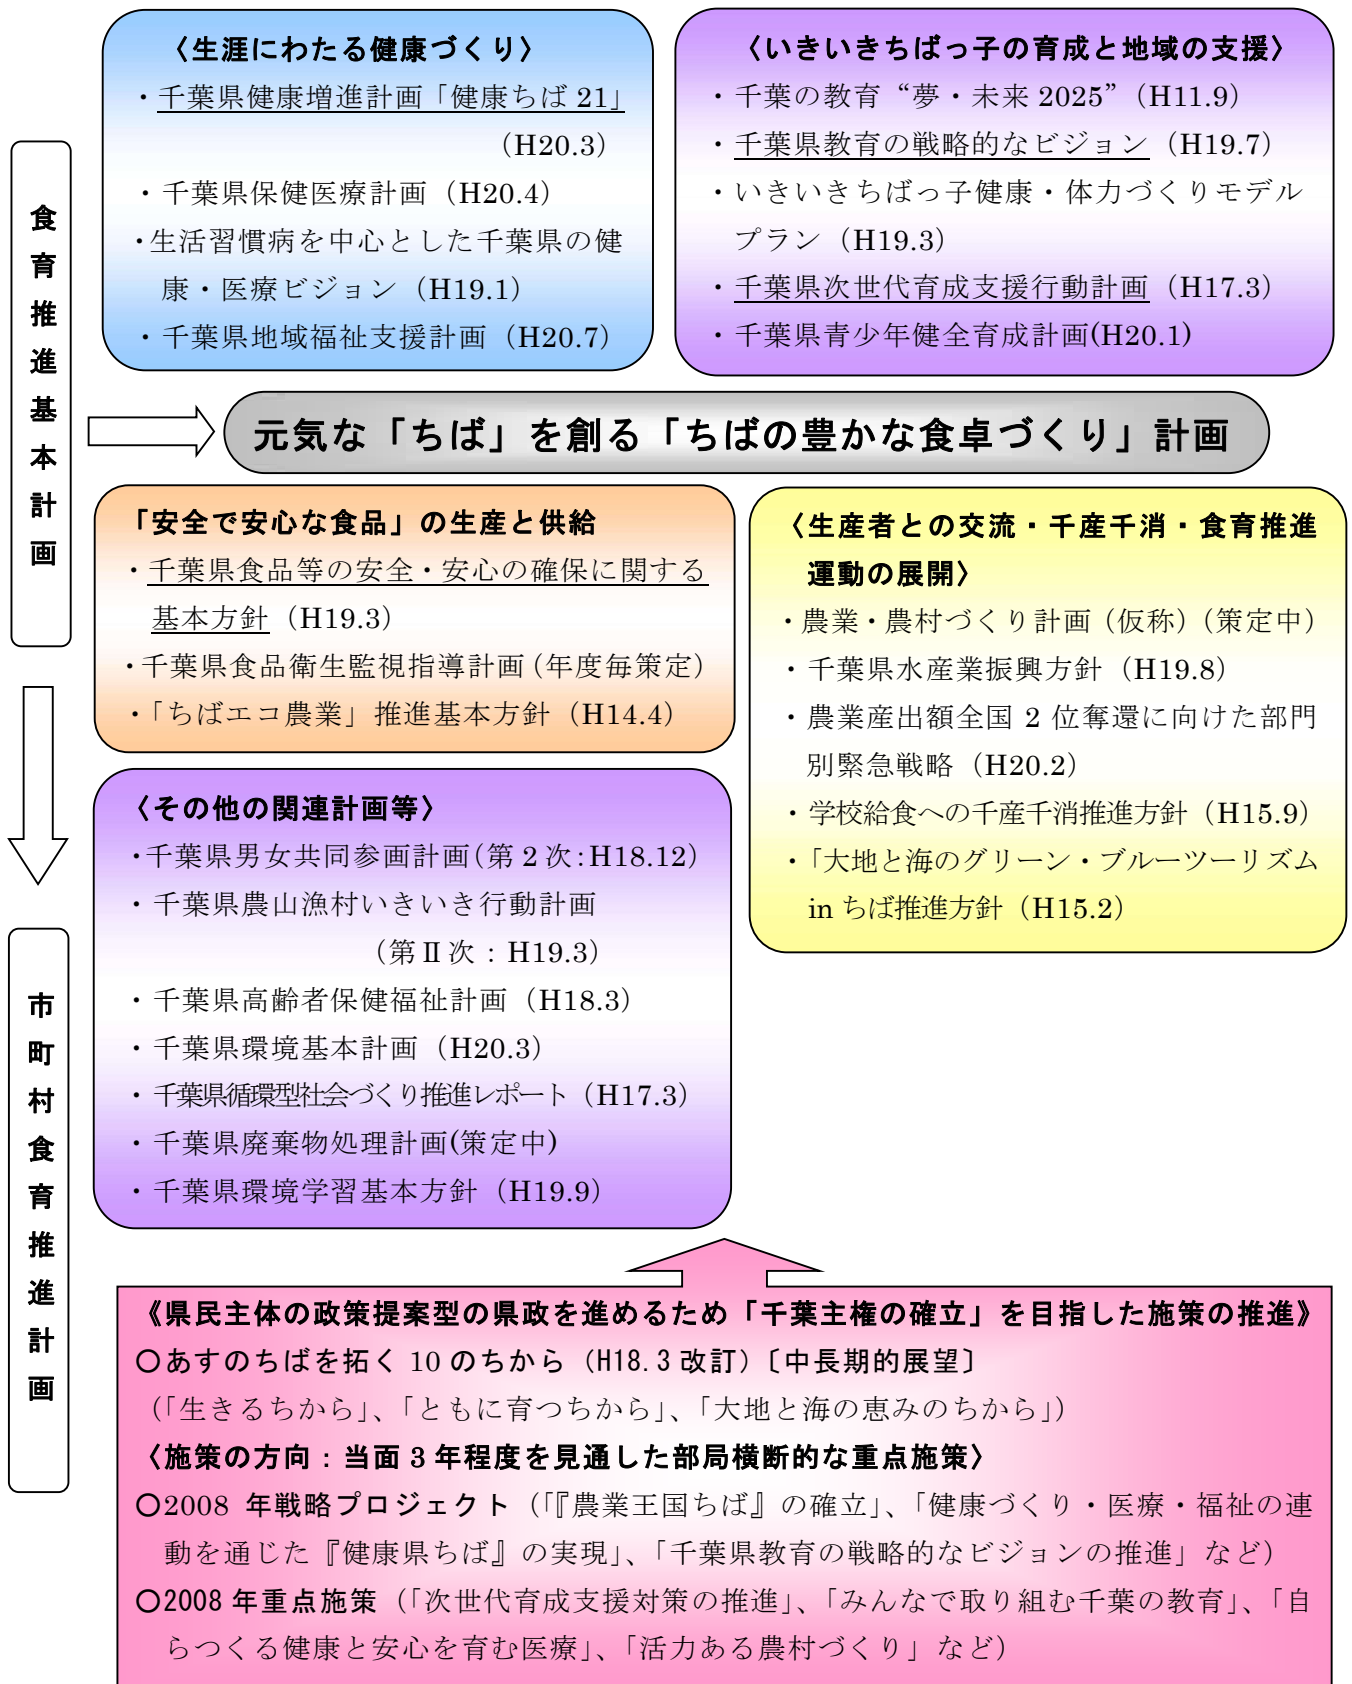 〈生涯にわたる健康づくり〉
・千葉県健康増進計画「健康ちば 21」
（H20.3）
・千葉県保健医療計画（H20.4）
・生活習慣病を中心とした千葉県の健
康・医療ビジョン（H19.1）
・千葉県地域福祉支援計画（H20.7）
〈いきいきちばっ子の育成と地域の支援〉
・千葉の教育“夢・未来 2025”（H11.9）
・千葉県教育の戦略的なビジョン（H19.7）
・いきいきちばっ子健康・体力づくりモデル
プラン（H19.3）
・千葉県次世代育成支援行動計画（H17.3）
・千葉県青少年健全育成計画(H20.1)
食育推進基本計画
元気な「ちば」を創る「ちばの豊かな食卓づくり」計画
「安全で安心な食品」の生産と供給
・千葉県食品等の安全・安心の確保に関する
基本方針（H19.3）
・千葉県食品衛生監視指導計画（年度毎策定）
・「ちばエコ農業」推進基本方針（H14.4）
〈生産者との交流・千産千消・食育推進
運動の展開〉
・農業・農村づくり計画（仮称）（策定中）
・千葉県水産業振興方針（H19.8）
・農業産出額全国 2 位奪還に向けた部門
別緊急戦略（H20.2）
・学校給食への千産千消推進方針（H15.9）
・「大地と海のグリーン・ブルーツーリズム
in ちば推進方針（H15.2）
〈その他の関連計画等〉
・千葉県男女共同参画計画（第 2 次：H18.12）
・千葉県農山漁村いきいき行動計画
（第Ⅱ次：H19.3）
・千葉県高齢者保健福祉計画（H18.3）
・千葉県環境基本計画（H20.3）
・千葉県循環型社会づくり推進レポート（H17.3）
・千葉県廃棄物処理計画(策定中)
・千葉県環境学習基本方針（H19.9）
市町村食育推進計画
《県民主体の政策提案型の県政を進めるため「千葉主権の確立」を目指した施策の推進》
○あすのちばを拓く 10 のちから（H18.3 改訂）〔中長期的展望〕
（「生きるちから」、「ともに育つちから」、「大地と海の恵みのちから」）
〈施策の方向：当面 3 年程度を見通した部局横断的な重点施策〉
○2008 年戦略プロジェクト（「『農業王国ちば』の確立」、「健康づくり・医療・福祉の連
動を通じた『健康県ちば』の実現」、「千葉県教育の戦略的なビジョンの推進」など）
○2008 年重点施策（「次世代育成支援対策の推進」、「みんなで取り組む千葉の教育」、「自
らつくる健康と安心を育む医療」、「活力ある農村づくり」など）